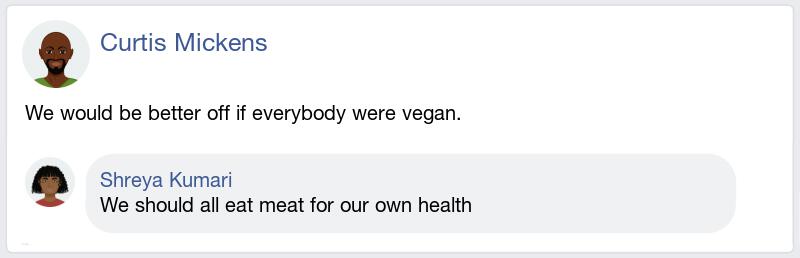 Curtis Mickens
We would be better off if everybody were vegan.
Shreya Kumari
We should all eat meat for our own health